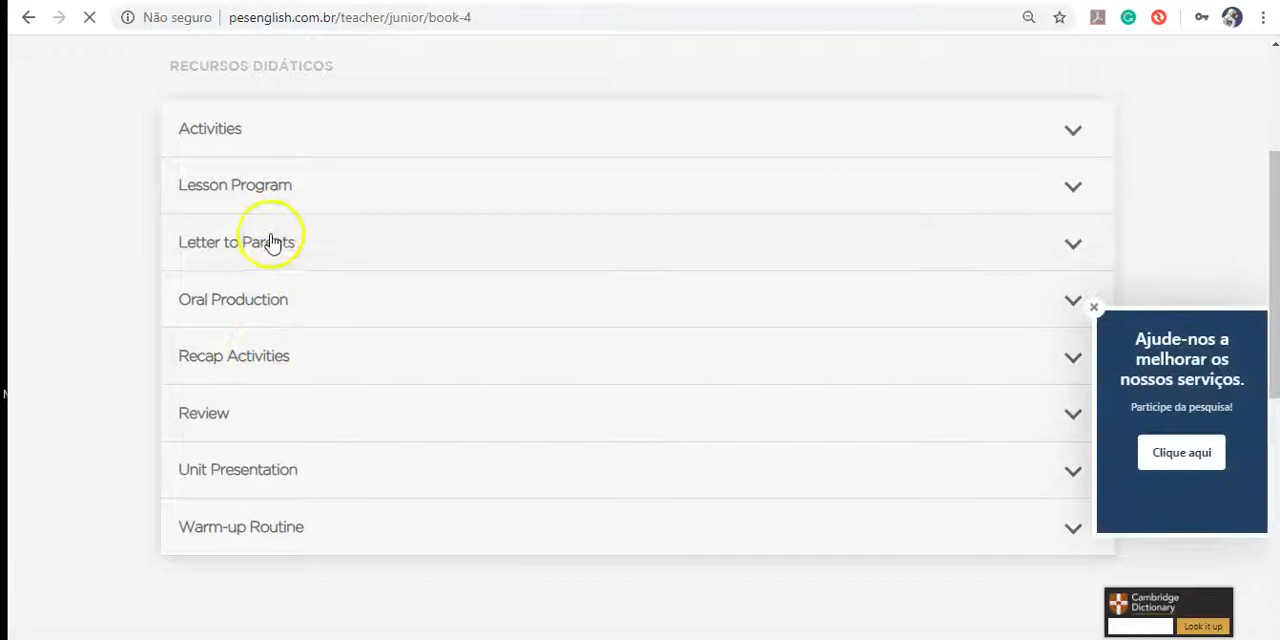 Não seguro
pesenglish.com.br/teacher/junior/book-4
RECURSOS DIDÁTICOS
Activities
Lesson Program
Letter to Parents
Oral Production
Recap Activities
Review
Unit Presentation
Warm-up Routine
Ajude-nos a
melhorar os
nossos serviços.
Participe da pesquisa!
Clique aqui
Cambridge
Dictionary
Look it up